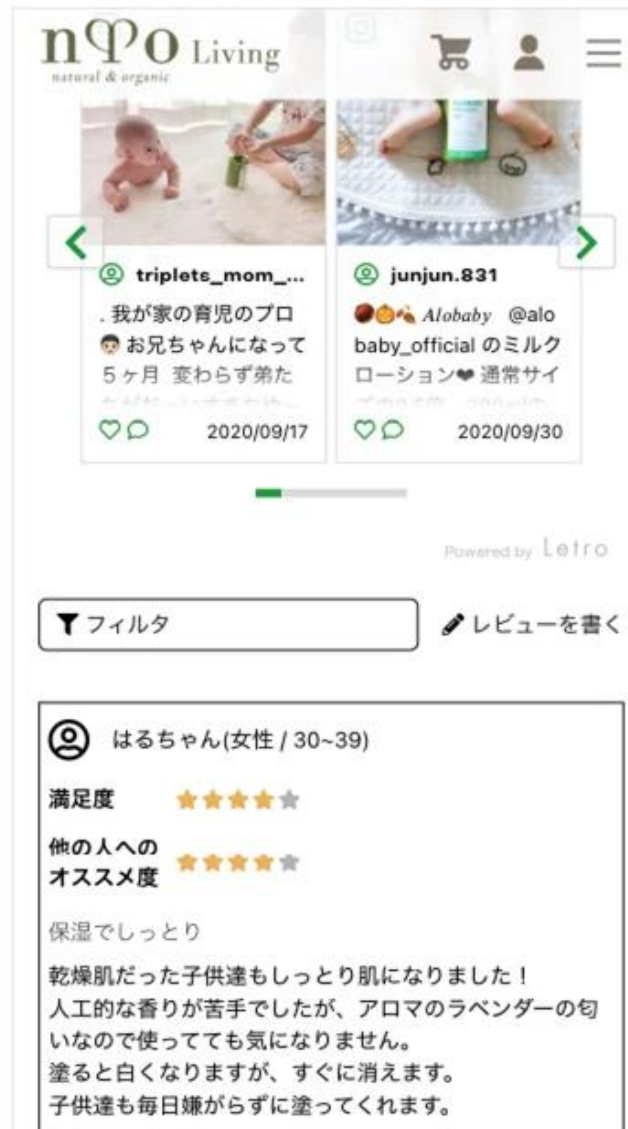 nφo Living
natural & organic
triplets_mom_...
. 我が家の育児のプロ
👦🏻 お兄ちゃんになって
５ヶ月 変わらず弟た
2020/09/17
junjun.831
🌰🎃🍠 Alobaby @alo
baby_official のミルク
ローション❤ 通常サイ
2020/09/30
Powered by Letro
フィルタ
レビューを書く
はるちゃん(女性 / 30~39)
満足度
他の人への
オススメ度
保湿でしっとり
乾燥肌だった子供達もしっとり肌になりました！
人工的な香りが苦手でしたが、アロマのラベンダーの匂
いなので使ってても気になりません。
塗ると白くなりますが、すぐに消えます。
子供達も毎日嫌がらずに塗ってくれます。